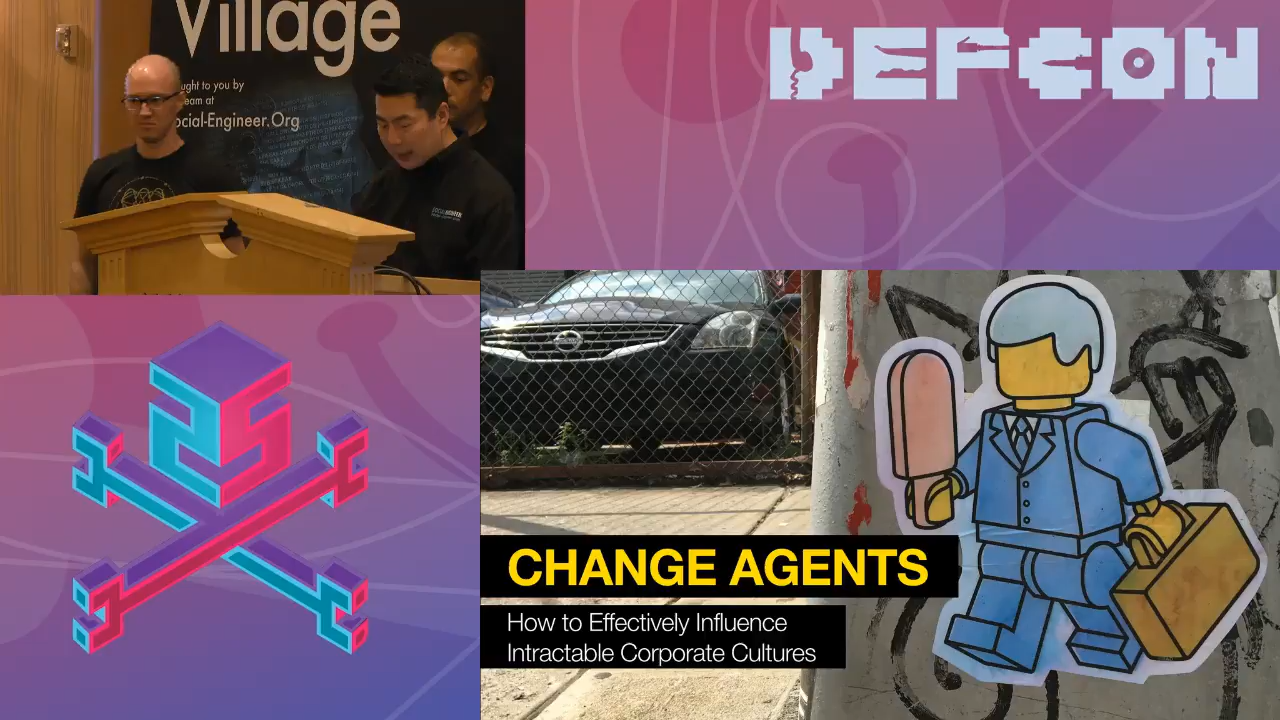 Village
ught to you by
eam at
ocial-Engineer.Org
DEFCON
CHANGE AGENTS
How to Effectively Influence
Intractable Corporate Cultures